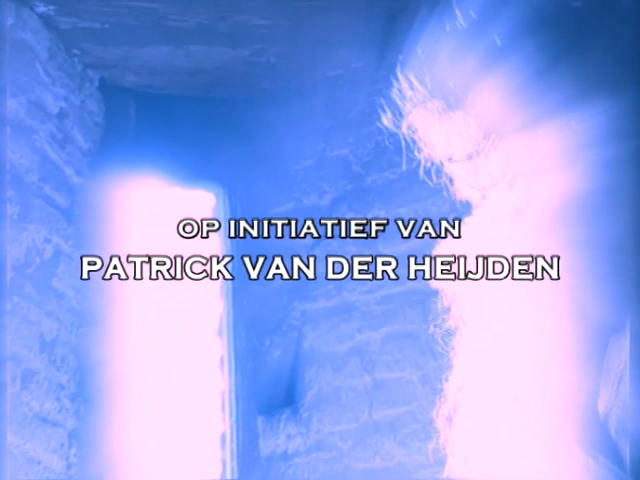 OP INITIATIEF VAN
PATRICK VAN DER HEIJDEN